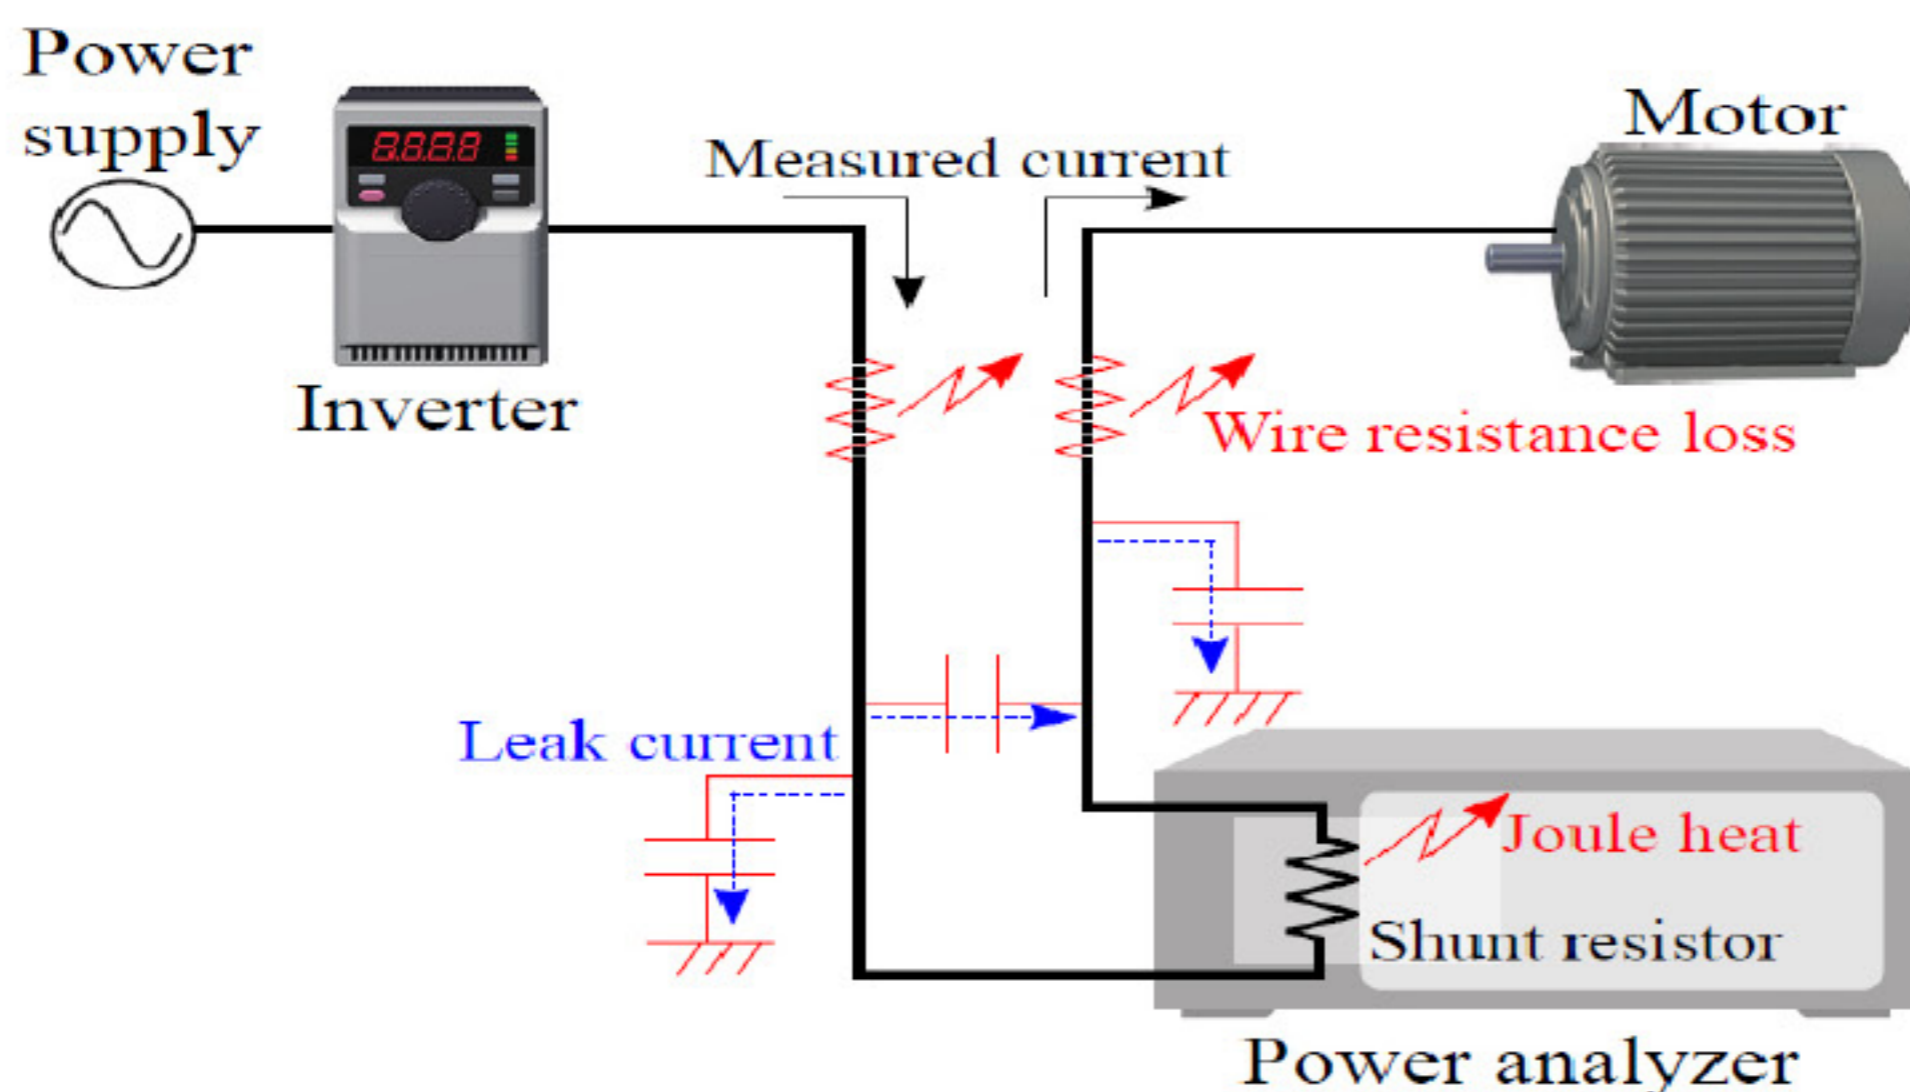 Power
supply
8.8.8.8
Inverter
Measured current
Motor
Wire resistance loss
Leak current
Joule heat
Shunt resistor
Power analyzer